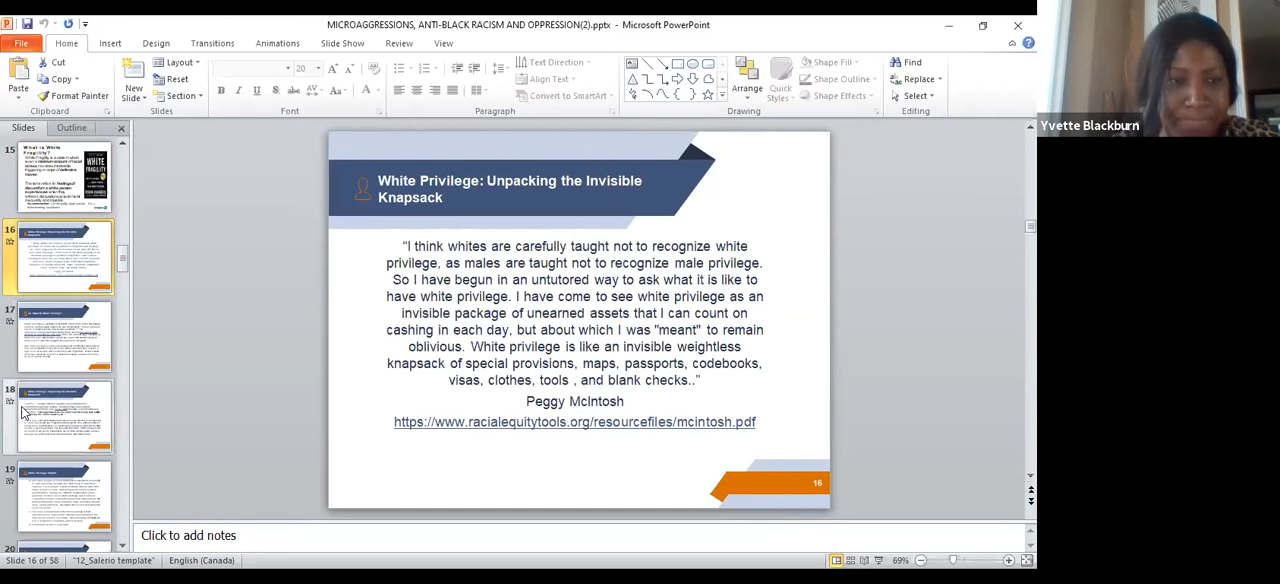 MICROAGGRESSIONS, ANTI-BLACK RACISM AND OPPRESSION(2).pptx - Microsoft PowerPoint
File Home Insert Design Transitions Animations Slide Show Review View
Paste
Cut
Copy
Format Painter
Clipboard
New Slide
Layout
Reset
Section
Slides
20
Font
Text Direction
Align Text
Convert to SmartArt
Paragraph
Arrange
Quick Styles
Shape Fill
Shape Outline
Shape Effects
Drawing
Find
Replace
Select
Editing
Yvette Blackburn
Slides Outline
15
What is White
Fragility?
WHITE
FRAGILITY
16
17
18
19
20
White Privilege: Unpacking the Invisible
Knapsack
“I think whites are carefully taught not to recognize white
privilege, as males are taught not to recognize male privilege.
So I have begun in an untutored way to ask what it is like to
have white privilege. I have come to see white privilege as an
invisible package of unearned assets that I can count on
cashing in each day, but about which I was "meant" to remain
oblivious. White privilege is like an invisible weightless
knapsack of special provisions, maps, passports, codebooks,
visas, clothes, tools , and blank checks..”
Peggy McIntosh
https://www.racialequitytools.org/resourcefiles/mcintosh.pdf
16
Click to add notes
Slide 16 of 58 "12_Salerio template" English (Canada) 69%